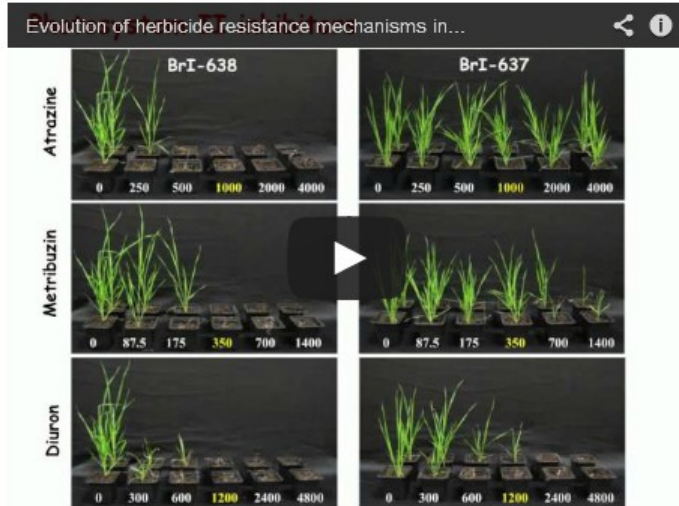 Evolution of herbicide resistance mechanisms in...
BrI-638
BrI-637
Atrazine
0 250 500 1000 2000 4000
0 250 500 1000 2000 4000
Metribuzin
0 87.5 175 350 700 1400
0 87.5 175 350 700 1400
Diuron
0 300 600 1200 2400 4800
0 300 600 1200 2400 4800